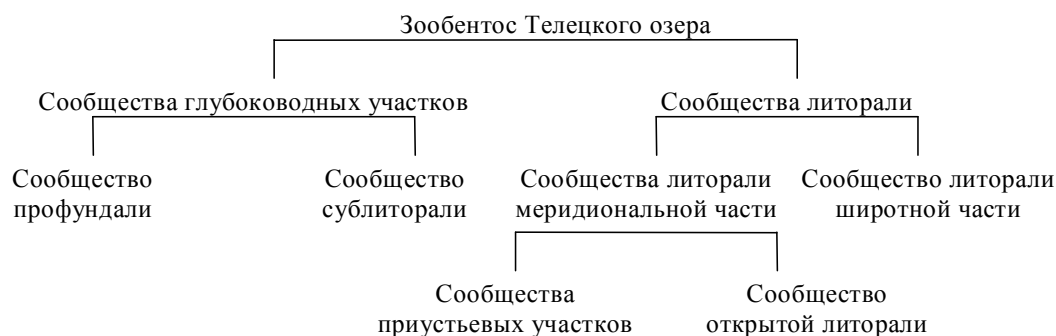 Зообентос Телецкого озера
Сообщества глубоководных участков
Сообщества литорали
Сообщество
профундали
Сообщество
сублиторали
Сообщества литорали
меридиональной части
Сообщество литорали
широтной части
Сообщества
приустьевых участков
Сообщество
открытой литорали